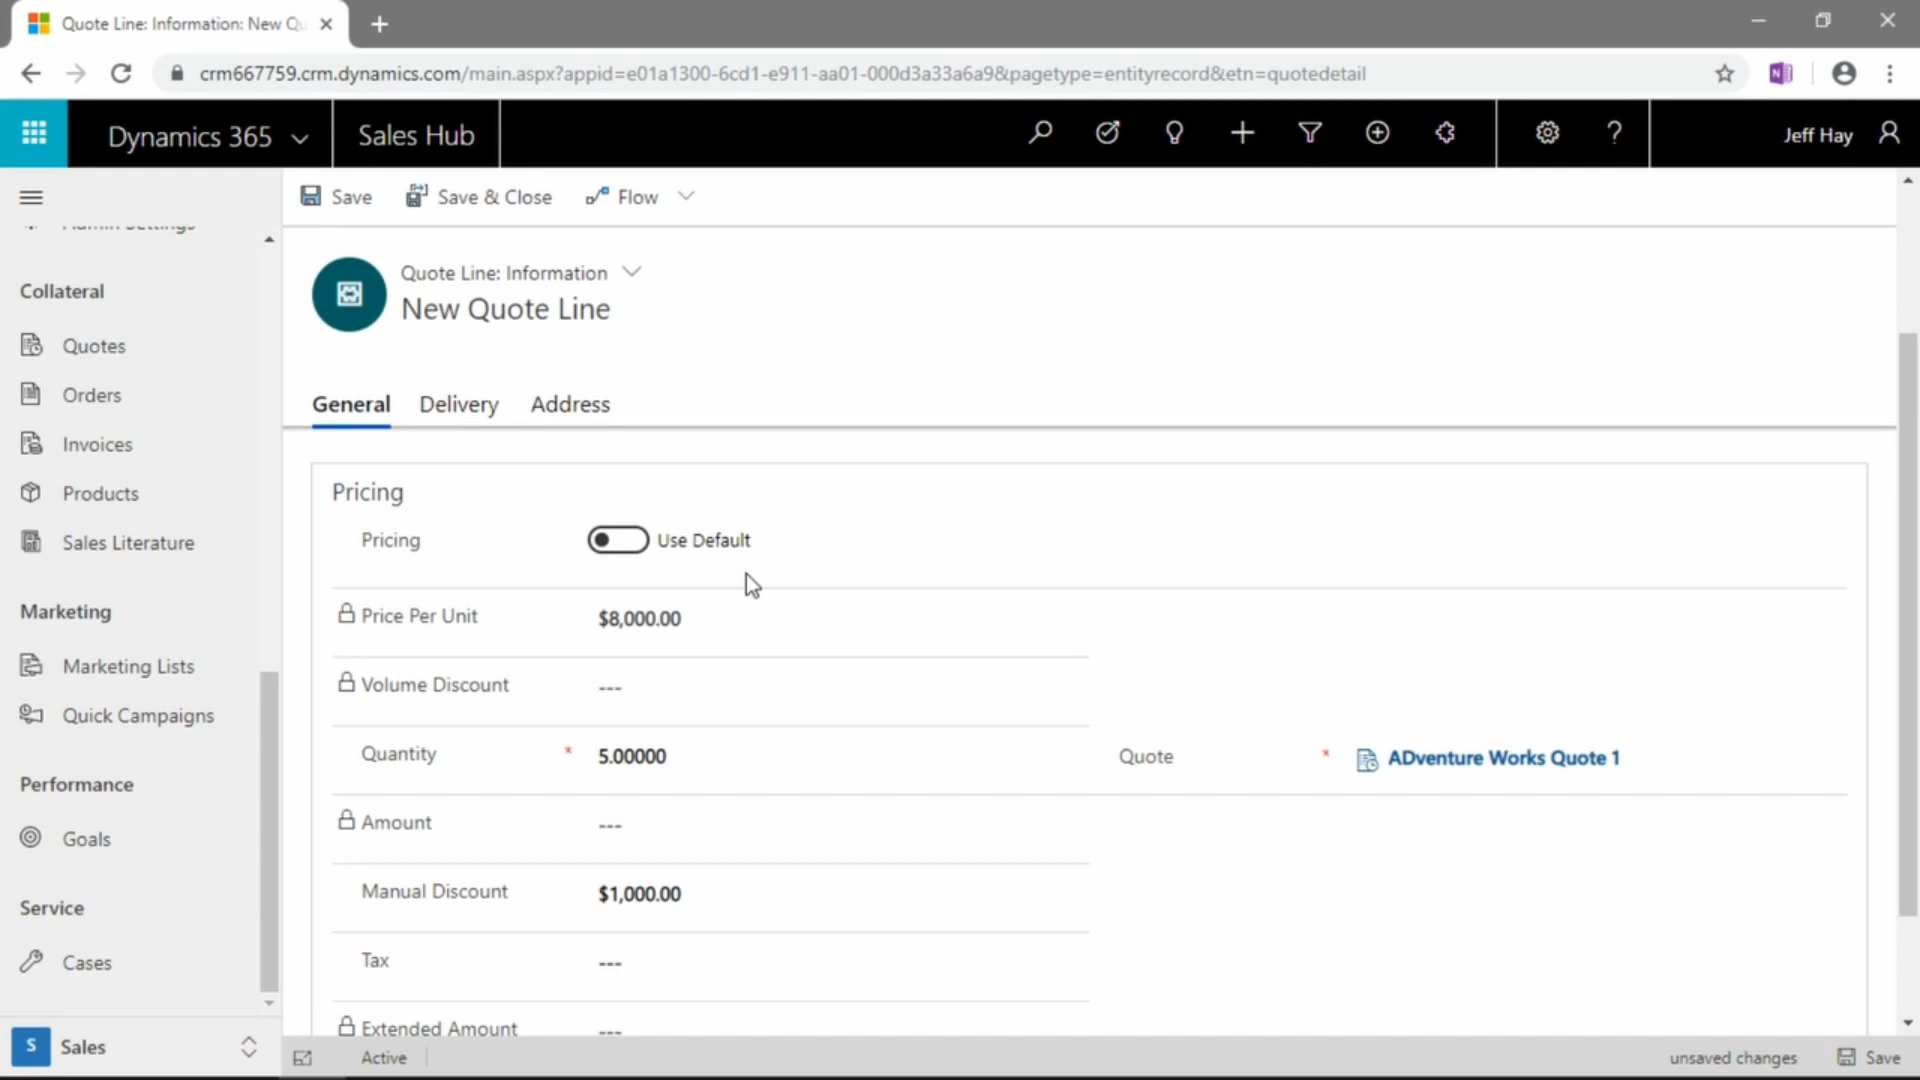 Quote Line: Information: New Qu
crm667759.crm.dynamics.com/main.aspx?appid=e01a1300-6cd1-e911-aa01-000d3a33a6a9&pagetype=entityrecord&etn=quotedetail
Dynamics 365
Sales Hub
Jeff Hay
Save
Save & Close
Flow
Admin Settings
Collateral
Quotes
Orders
Invoices
Products
Sales Literature
Marketing
Marketing Lists
Quick Campaigns
Performance
Goals
Service
Cases
S Sales
Quote Line: Information
New Quote Line
General Delivery Address
Pricing
Pricing Use Default
Price Per Unit $8,000.00
Volume Discount ---
Quantity * 5.00000
Quote * ADventure Works Quote 1
Amount ---
Manual Discount $1,000.00
Tax ---
Extended Amount ---
Active
unsaved changes
Save